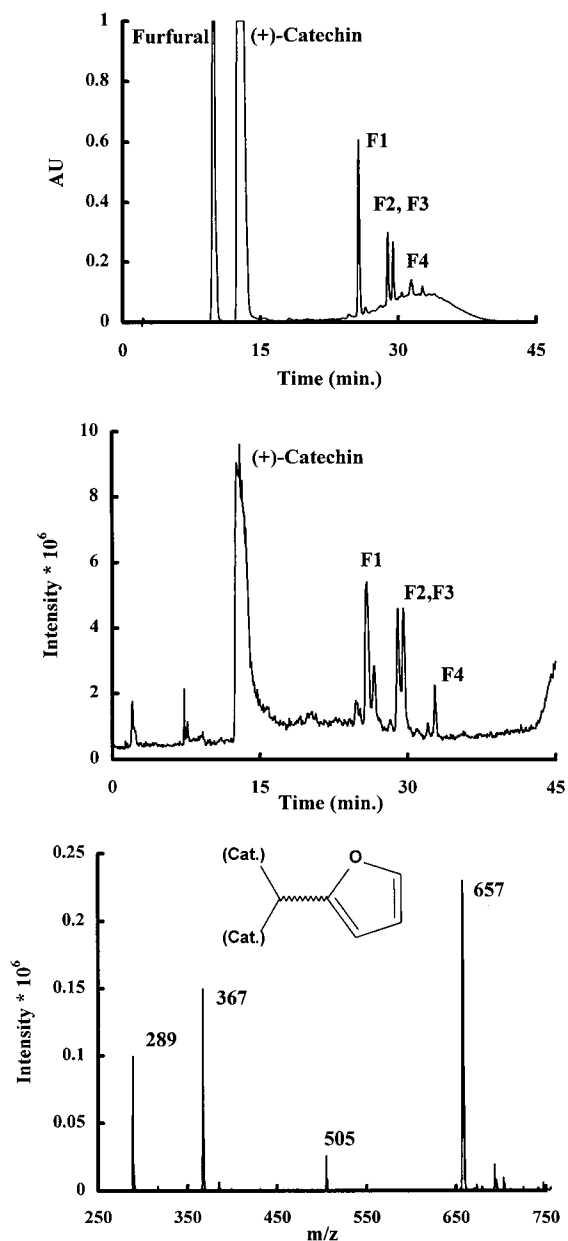 1
Furfural
(+)-Catechin
0.8
F1
0.6
AU
F2, F3
0.4
F4
0.2
0
0
15
30
45
Time (min.)
10
(+)-Catechin
8
Intensity * 10^6
F1
6
F2,F3
4
F4
2
0
0
15
30
45
Time (min.)
0.25
(Cat.)
O
657
0.2
(Cat.)
Intensity * 10^6
0.15
367
289
0.1
0.05
505
0
250
350
450
550
650
750
m/z